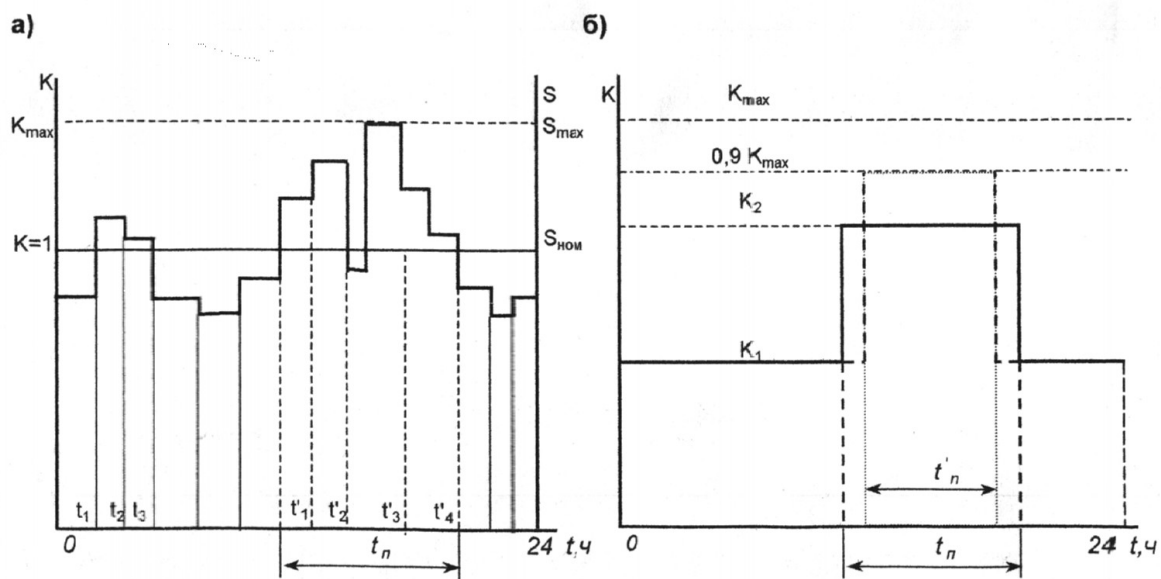 а)
K
S
Kmax
Smax
K=1
Sном
t1 t2 t3 t'1 t'2 t'3 t'4
0 24 t,ч
tп
б)
K
Kmax
0,9 Kmax
K2
K1
t'п
0 24 t,ч
tп